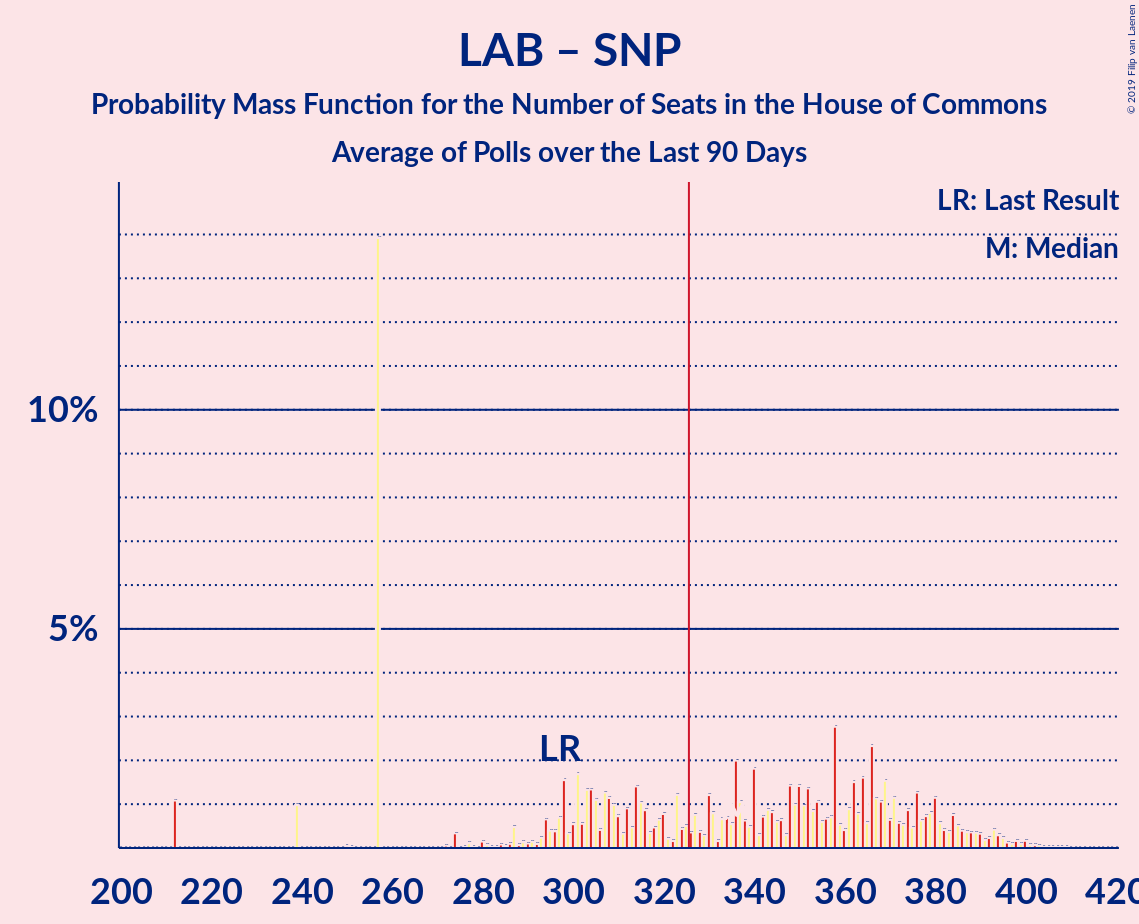 © 2019 Filip van Laenen
LAB – SNP
Probability Mass Function for the Number of Seats in the House of Commons
Average of Polls over the Last 90 Days
LR: Last Result
M: Median
10%
5%
LR
200 220 240 260 280 300 320 340 360 380 400 420